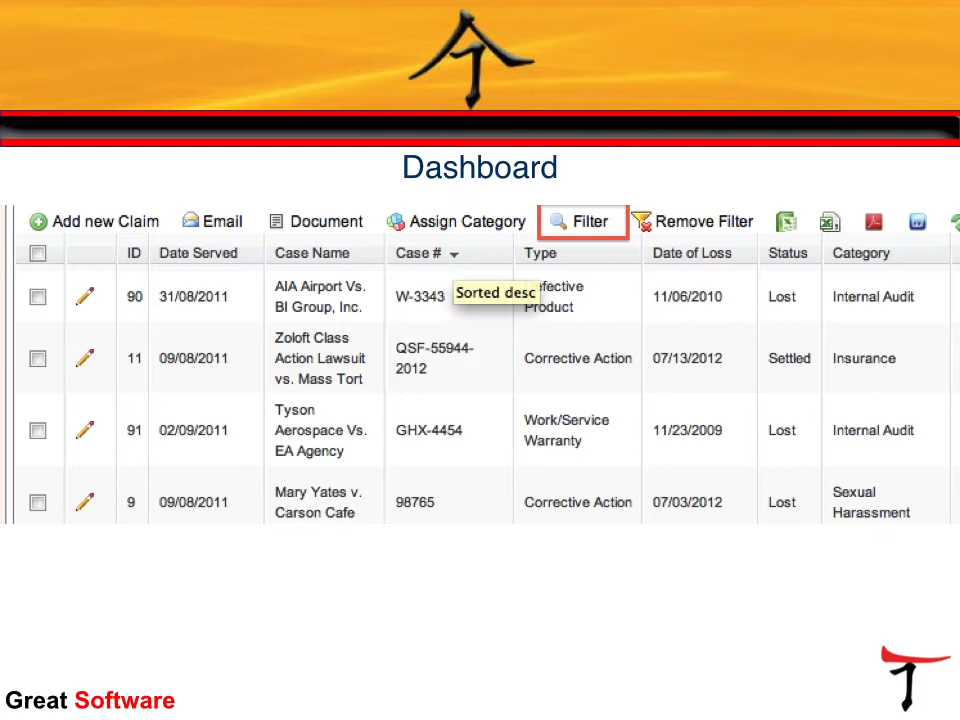 今
Dashboard
Add new Claim Email Document Assign Category Filter Remove Filter
ID Date Served Case Name Case # Type Date of Loss Status Category
90 31/08/2011 AIA Airport Vs. BI Group, Inc. W-3343 Sorted desc Defective Product 11/06/2010 Lost Internal Audit
11 09/08/2011 Zoloft Class Action Lawsuit vs. Mass Tort QSF-55944-2012 Corrective Action 07/13/2012 Settled Insurance
91 02/09/2011 Tyson Aerospace Vs. EA Agency GHX-4454 Work/Service Warranty 11/23/2009 Lost Internal Audit
9 09/08/2011 Mary Yates v. Carson Cafe 98765 Corrective Action 07/03/2012 Lost Sexual Harassment
Great Software